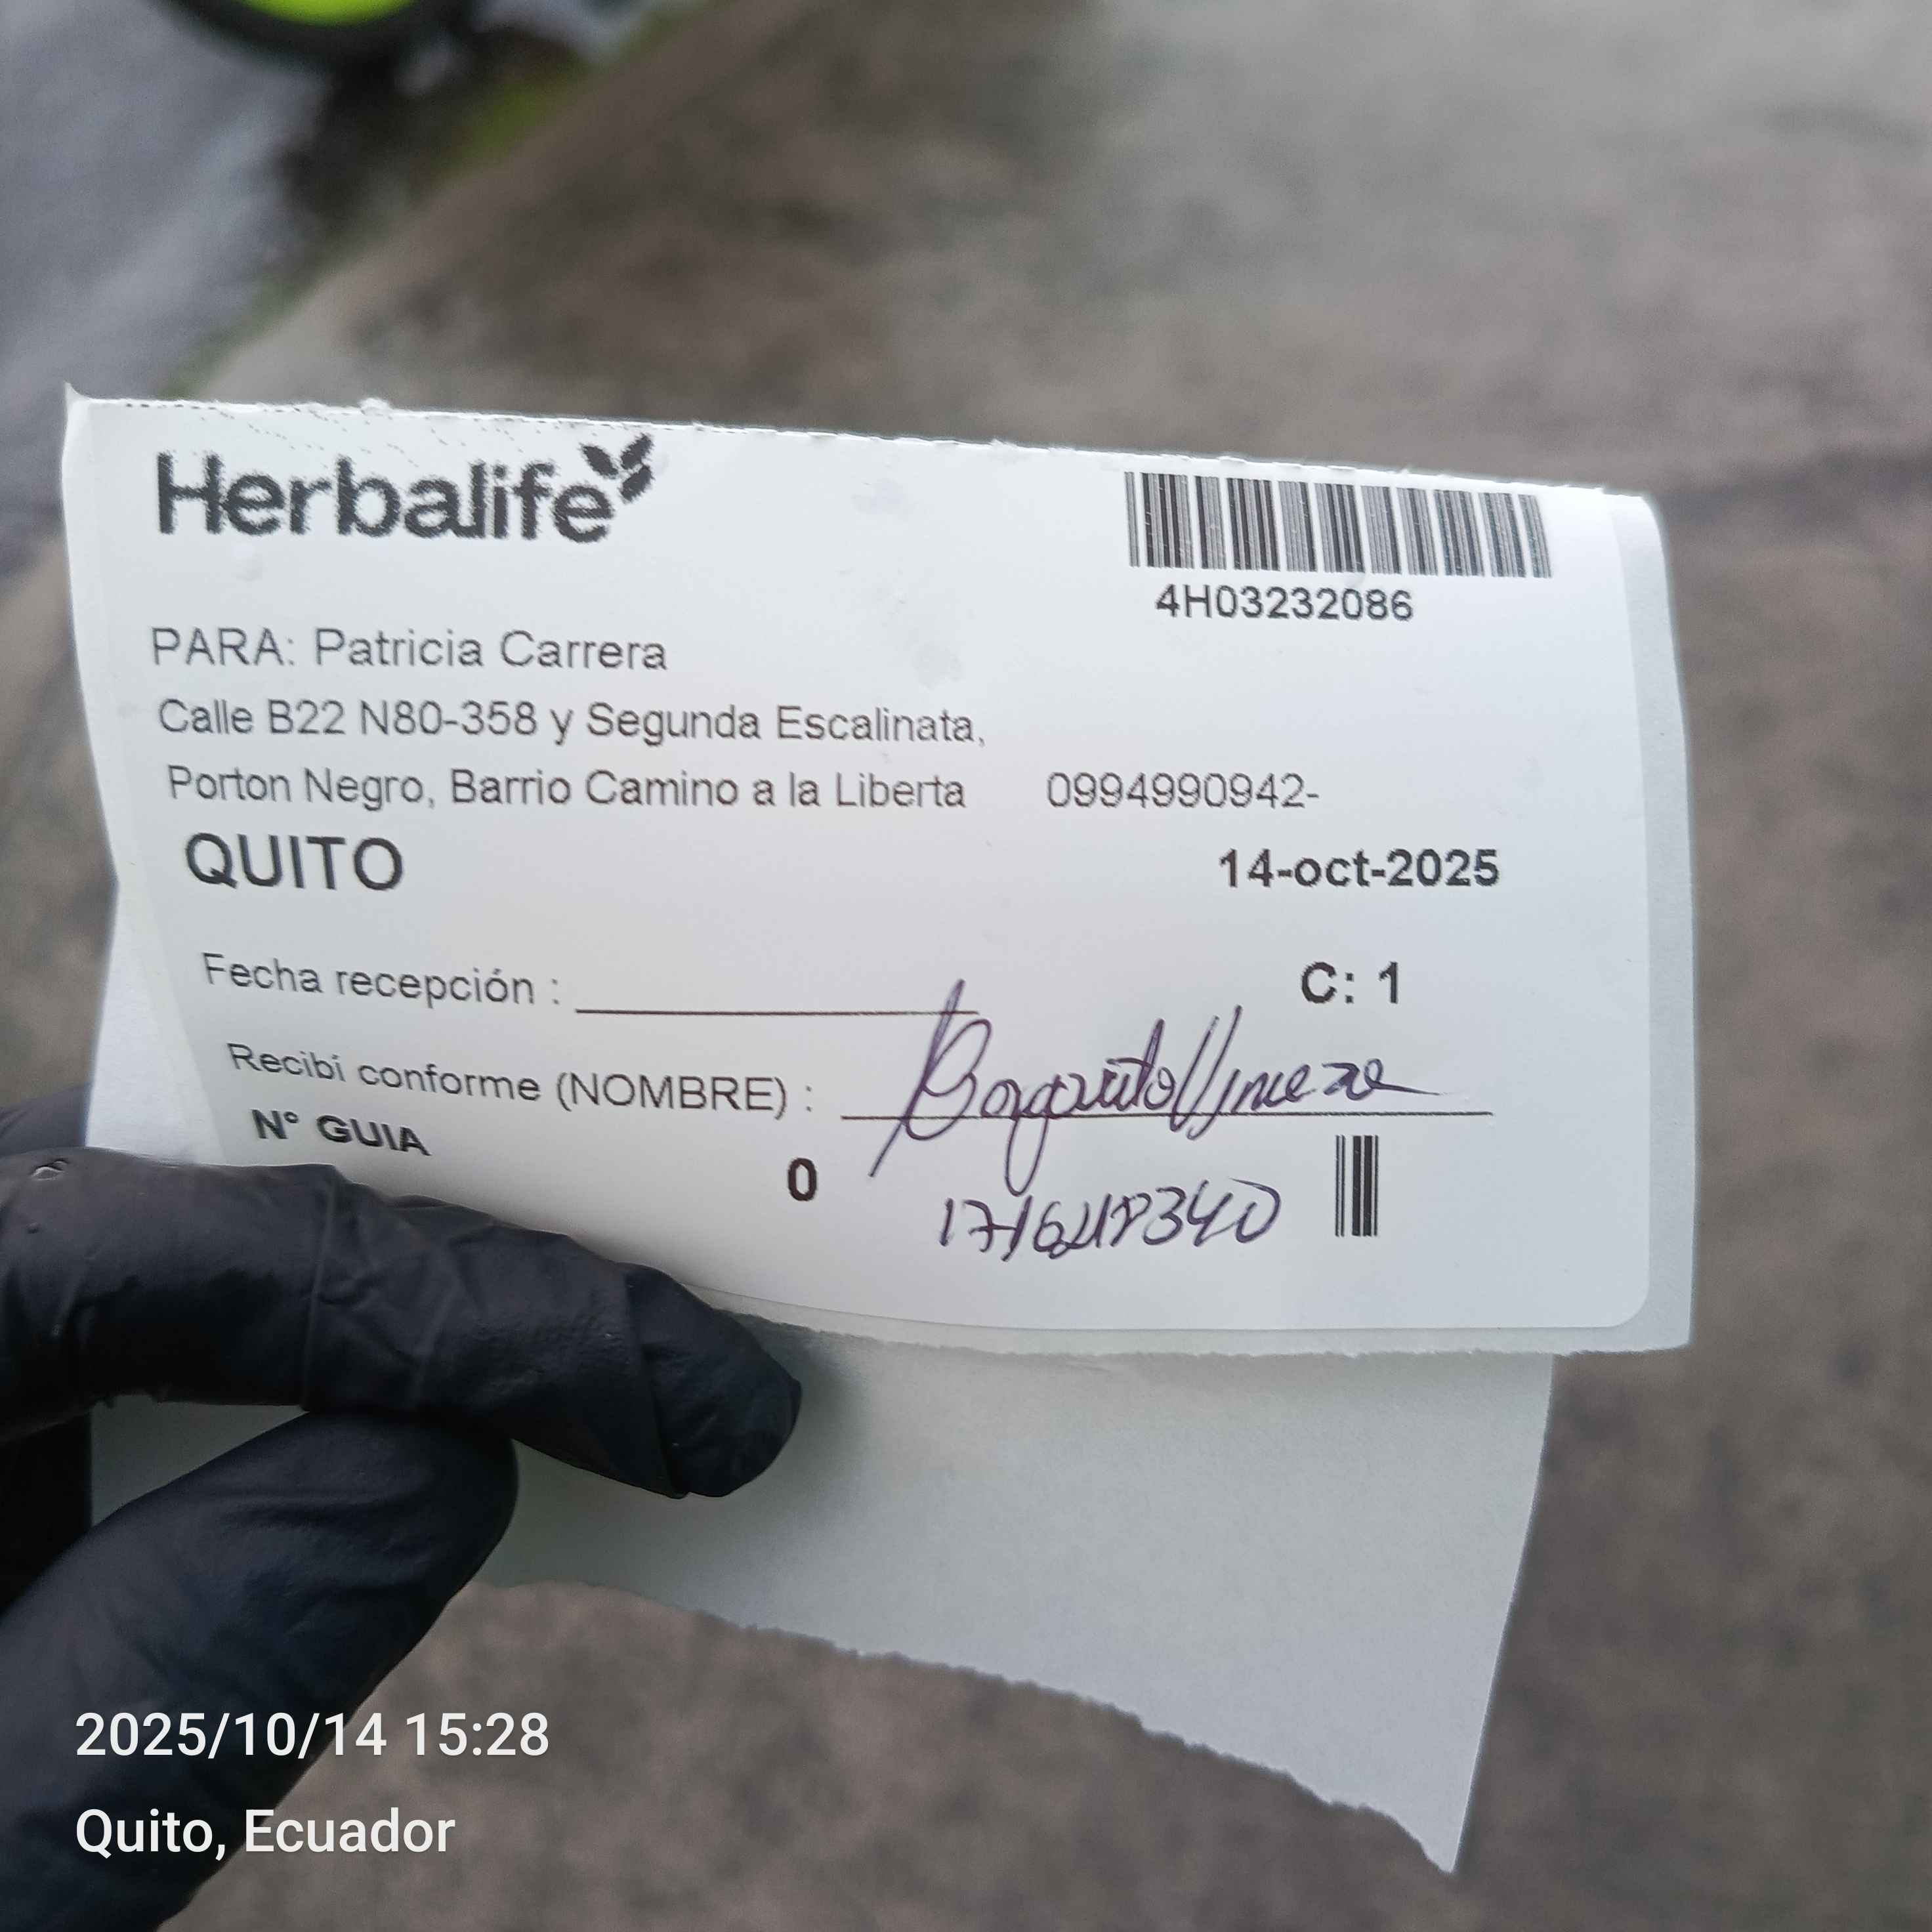 Herbalife
4H03232086
PARA: Patricia Carrera
Calle B22 N80-358 y Segunda Escalinata,
Porton Negro, Barrio Camino a la Liberta 0994990942-
QUITO 14-oct-2025
Fecha recepción : C: 1
Recibí conforme (NOMBRE) :
N° GUIA 0
2025/10/14 15:28
Quito, Ecuador